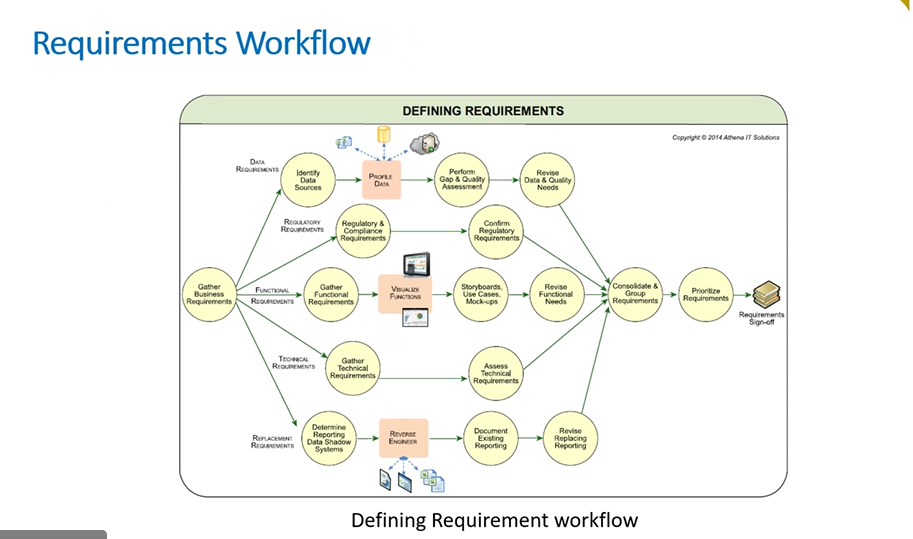 Requirements Workflow
DEFINING REQUIREMENTS
Copyright © 2014 Athena IT Solutions
DATA
REQUIREMENTS
Identify
Data
Sources
PROFILE
DATA
Perform
Gap & Quality
Assessment
Revise
Data & Quality
Needs
REGULATORY
REQUIREMENTS
Regulatory &
Compliance
Requirements
Confirm
Regulatory
Requirements
Gather
Business
Requirements
FUNCTIONAL
REQUIREMENTS
Gather
Functional
Requirements
VISUALIZE
FUNCTIONS
Storyboards,
Use Cases,
Mock-ups
Revise
Functional
Needs
Consolidate &
Group
Requirements
Prioritize
Requirements
Requirements
Sign-off
TECHNICAL
REQUIREMENTS
Gather
Technical
Requirements
Assess
Technical
Requirements
REPLACEMENT
REQUIREMENTS
Determine
Reporting
Data Shadow
Systems
REVERSE
ENGINEER
Document
Existing
Reporting
Revise
Replacing
Reporting
Defining Requirement workflow